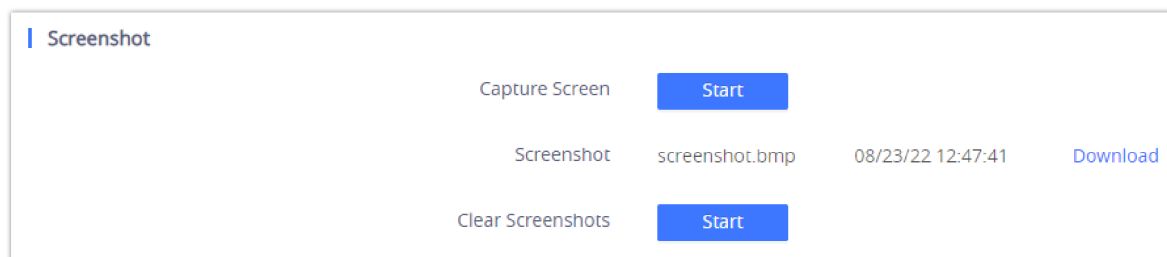 Screenshot
Capture Screen Start
Screenshot screenshot.bmp 08/23/22 12:47:41 Download
Clear Screenshots Start